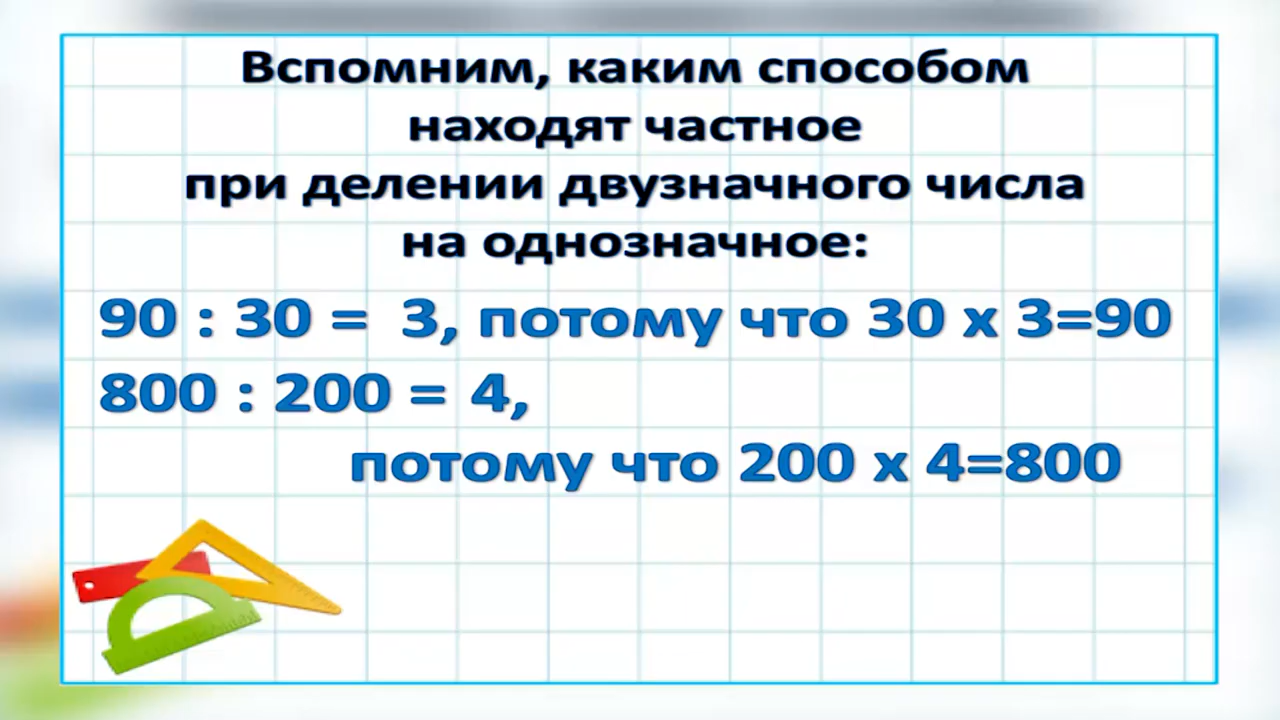 Вспомним, каким способом
находят частное
при делении двузначного числа
на однозначное:
90 : 30 = 3, потому что 30 х 3=90
800 : 200 = 4,
потому что 200 х 4=800